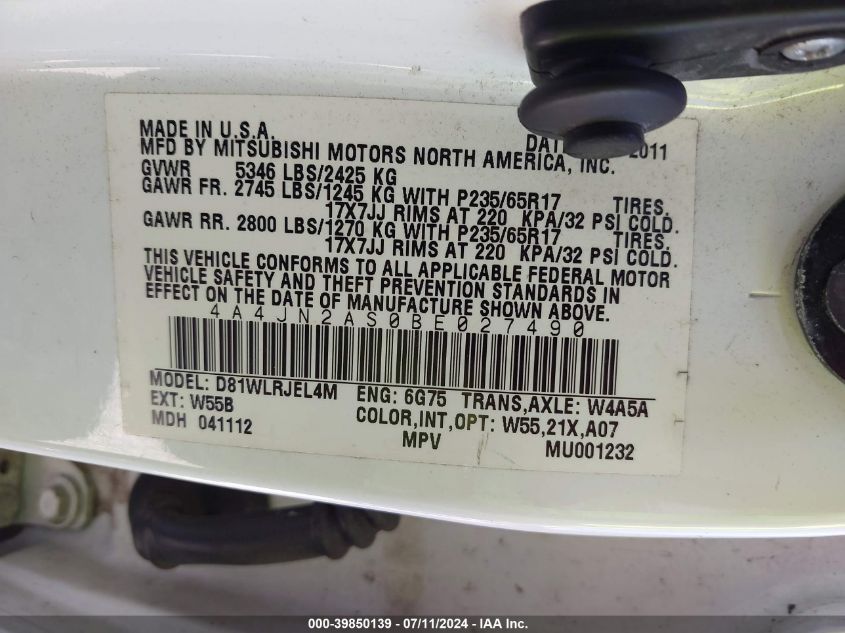 MADE IN U.S.A. 2011
MFD BY MITSUBISHI MOTORS NORTH AMERICA, INC.
GVWR 5346 LBS/2425 KG
GAWR FR. 2745 LBS/1245 KG WITH P235/65R17 TIRES,
17X7JJ RIMS AT 220 KPA/32 PSI COLD.
GAWR RR. 2800 LBS/1270 KG WITH P235/65R17 TIRES,
17X7JJ RIMS AT 220 KPA/32 PSI COLD.
THIS VEHICLE CONFORMS TO ALL APPLICABLE FEDERAL MOTOR
VEHICLE SAFETY AND THEFT PREVENTION STANDARDS IN
EFFECT ON THE DATE OF MANUFACTURE SHOWN ABOVE.
4A4JN2AS0BE027490
MODEL: D81WLRJEL4M ENG: 6G75 TRANS,AXLE: W4A5A
EXT: W55B COLOR,INT,OPT: W55,21X,A07
MDH 041112 MPV MU001232
000-39850139 - 07/11/2024 - IAA Inc.